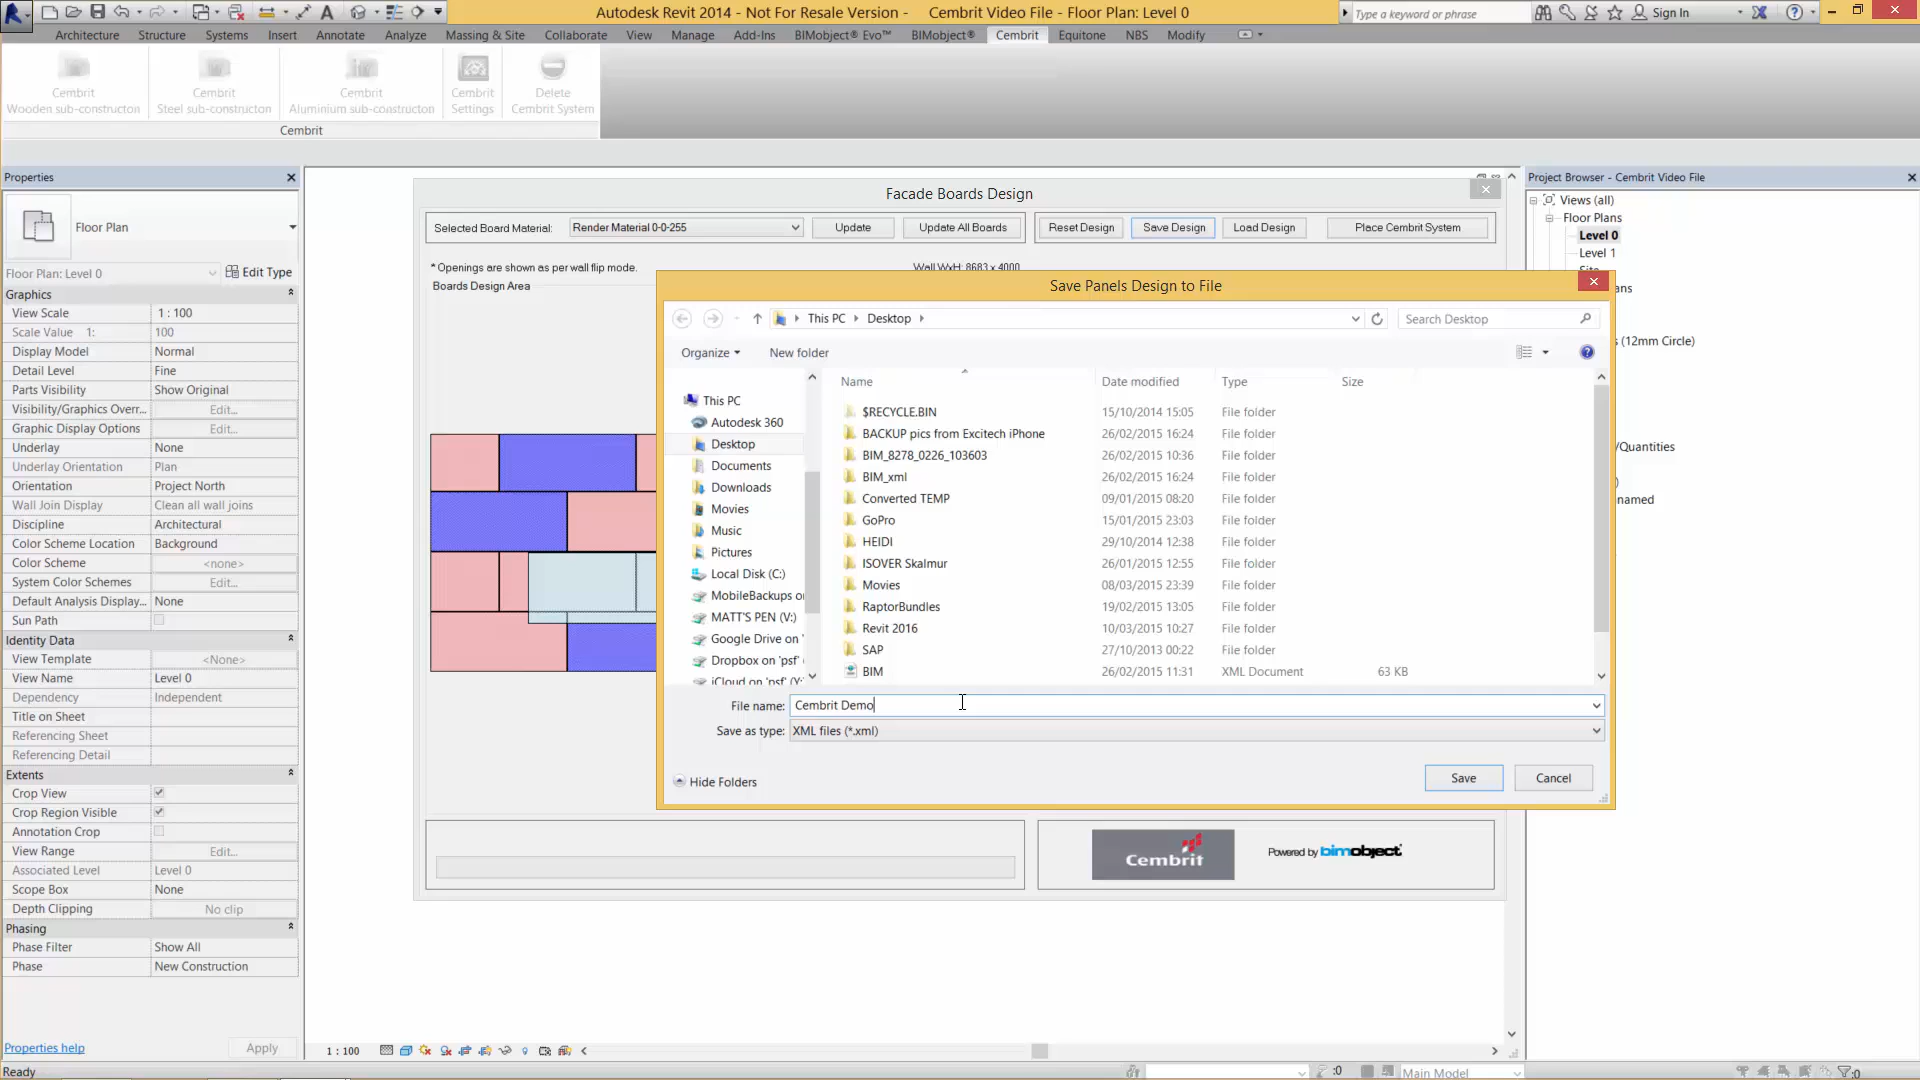 Autodesk Revit 2014 - Not For Resale Version - Cembrit Video File - Floor Plan: Level 0
Type a keyword or phrase
Sign In
Architecture Structure Systems Insert Annotate Analyze Massing & Site Collaborate View Manage Add-Ins BIMobject® Evo™ BIMobject® Cembrit Equitone NBS Modify
Cembrit
Wooden sub-constructon
Cembrit
Steel sub-constructon
Cembrit
Aluminium sub-constructon
Cembrit
Settings
Delete
Cembrit System
Cembrit
Properties
Floor Plan
Floor Plan: Level 0
Edit Type
Graphics
View Scale 1 : 100
Scale Value 1: 100
Display Model Normal
Detail Level Fine
Parts Visibility Show Original
Visibility/Graphics Overr... Edit...
Graphic Display Options Edit...
Underlay None
Underlay Orientation Plan
Orientation Project North
Wall Join Display Clean all wall joins
Discipline Architectural
Color Scheme Location Background
Color Scheme <none>
System Color Schemes Edit...
Default Analysis Display... None
Sun Path
Identity Data
View Template <None>
View Name Level 0
Dependency Independent
Title on Sheet
Referencing Sheet
Referencing Detail
Extents
Crop View
Crop Region Visible
Annotation Crop
View Range Edit...
Associated Level Level 0
Scope Box None
Depth Clipping No clip
Phasing
Phase Filter Show All
Phase New Construction
Properties help
Apply
Ready
Facade Boards Design
Selected Board Material: Render Material 0-0-255
Update
Update All Boards
Reset Design
Save Design
Load Design
Place Cembrit System
* Openings are shown as per wall flip mode.
Wall WxH: 8683 x 4000
Boards Design Area
Save Panels Design to File
This PC
Desktop
Search Desktop
Organize
New folder
This PC
Autodesk 360
Desktop
Documents
Downloads
Movies
Music
Pictures
Local Disk (C:)
MobileBackups o
MATT'S PEN (V:)
Google Drive on '
Dropbox on 'psf'
iCloud on 'psf' (Y:
Name Date modified Type Size
$RECYCLE.BIN 15/10/2014 15:05 File folder
BACKUP pics from Excitech iPhone 26/02/2015 16:24 File folder
BIM_8278_0226_103603 26/02/2015 10:36 File folder
BIM_xml 26/02/2015 16:24 File folder
Converted TEMP 09/01/2015 08:20 File folder
GoPro 15/01/2015 23:03 File folder
HEIDI 29/10/2014 12:38 File folder
ISOVER Skalmur 26/01/2015 12:55 File folder
Movies 08/03/2015 23:39 File folder
RaptorBundles 19/02/2015 13:05 File folder
Revit 2016 10/03/2015 10:27 File folder
SAP 27/10/2013 00:22 File folder
BIM 26/02/2015 11:31 XML Document 63 KB
File name: Cembrit Demo
Save as type: XML files (*.xml)
Hide Folders
Save
Cancel
Cembrit
Powered by bimobject
Project Browser - Cembrit Video File
Views (all)
Floor Plans
Level 0
Level 1
Site
ans
(12mm Circle)
/Quantities
)
named
1 : 100
:0
Main Model
:0